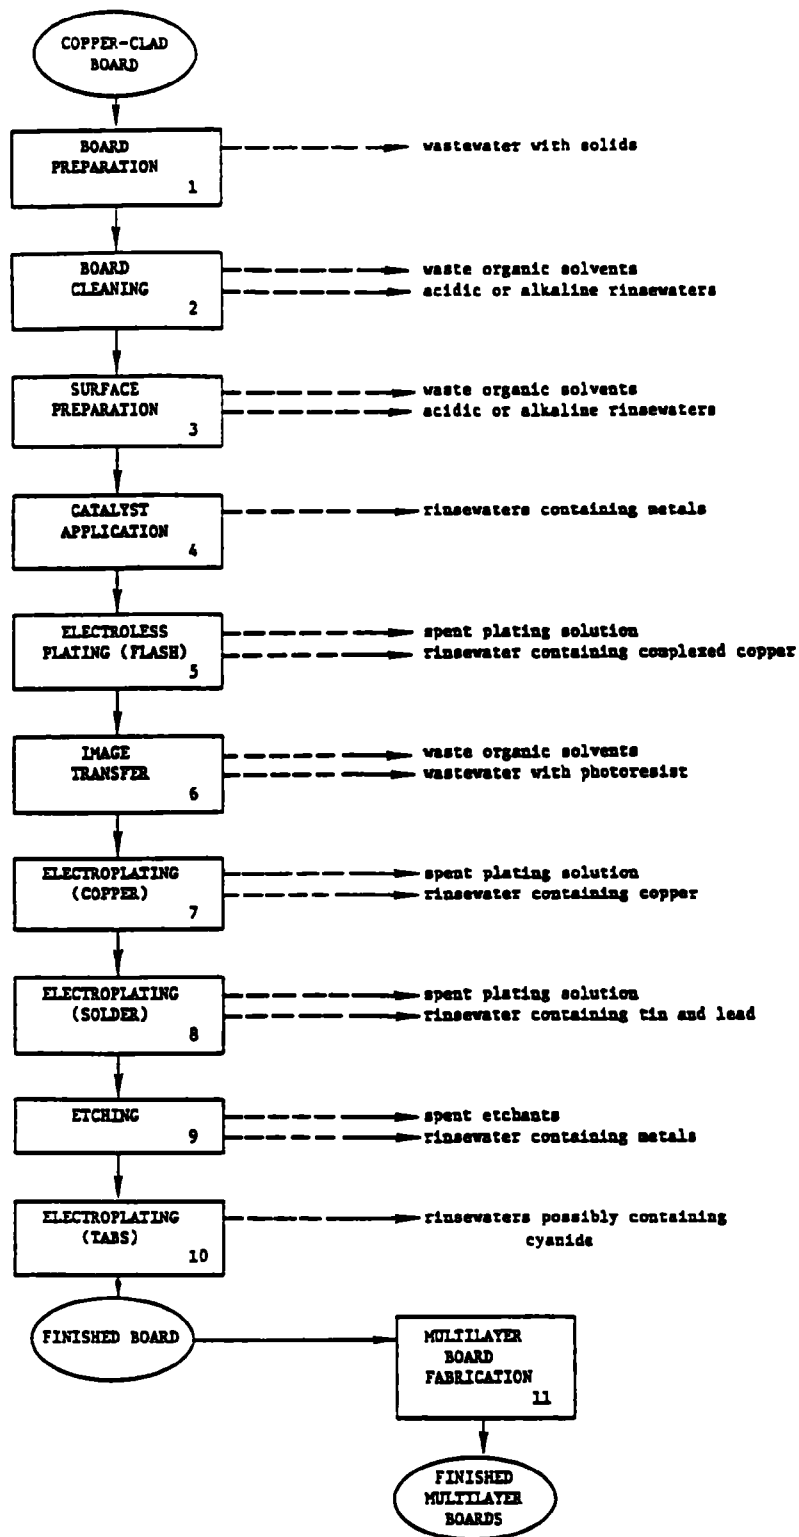 COPPER-CLAD
BOARD
BOARD
PREPARATION
1
wastewater with solids
BOARD
CLEANING
2
waste organic solvents
acidic or alkaline rinsewaters
SURFACE
PREPARATION
3
waste organic solvents
acidic or alkaline rinsewaters
CATALYST
APPLICATION
4
rinsewaters containing metals
ELECTROLESS
PLATING (FLASH)
5
spent plating solution
rinsewater containing complexed copper
IMAGE
TRANSFER
6
waste organic solvents
wastewater with photoresist
ELECTROPLATING
(COPPER)
7
spent plating solution
rinsewater containing copper
ELECTROPLATING
(SOLDER)
8
spent plating solution
rinsewater containing tin and lead
ETCHING
9
spent etchants
rinsewater containing metals
ELECTROPLATING
(TABS)
10
rinsewaters possibly containing
cyanide
FINISHED BOARD
MULTILAYER
BOARD
FABRICATION
11
FINISHED
MULTILAYER
BOARDS